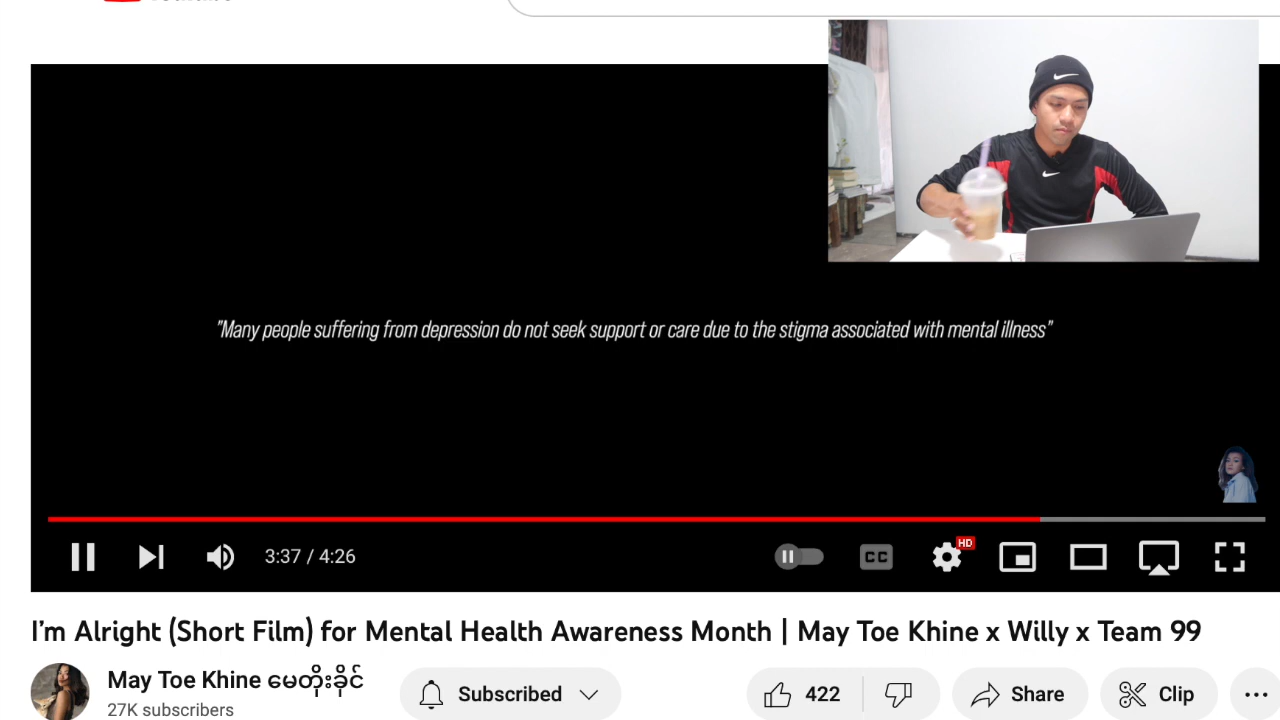 "Many people suffering from depression do not seek support or care due to the stigma associated with mental illness"
HD
CC
3:37 / 4:26
I'm Alright (Short Film) for Mental Health Awareness Month | May Toe Khine x Willy x Team 99
May Toe Khine မေတိုးခိုင်
Subscribed
422
Share
Clip
27K subscribers